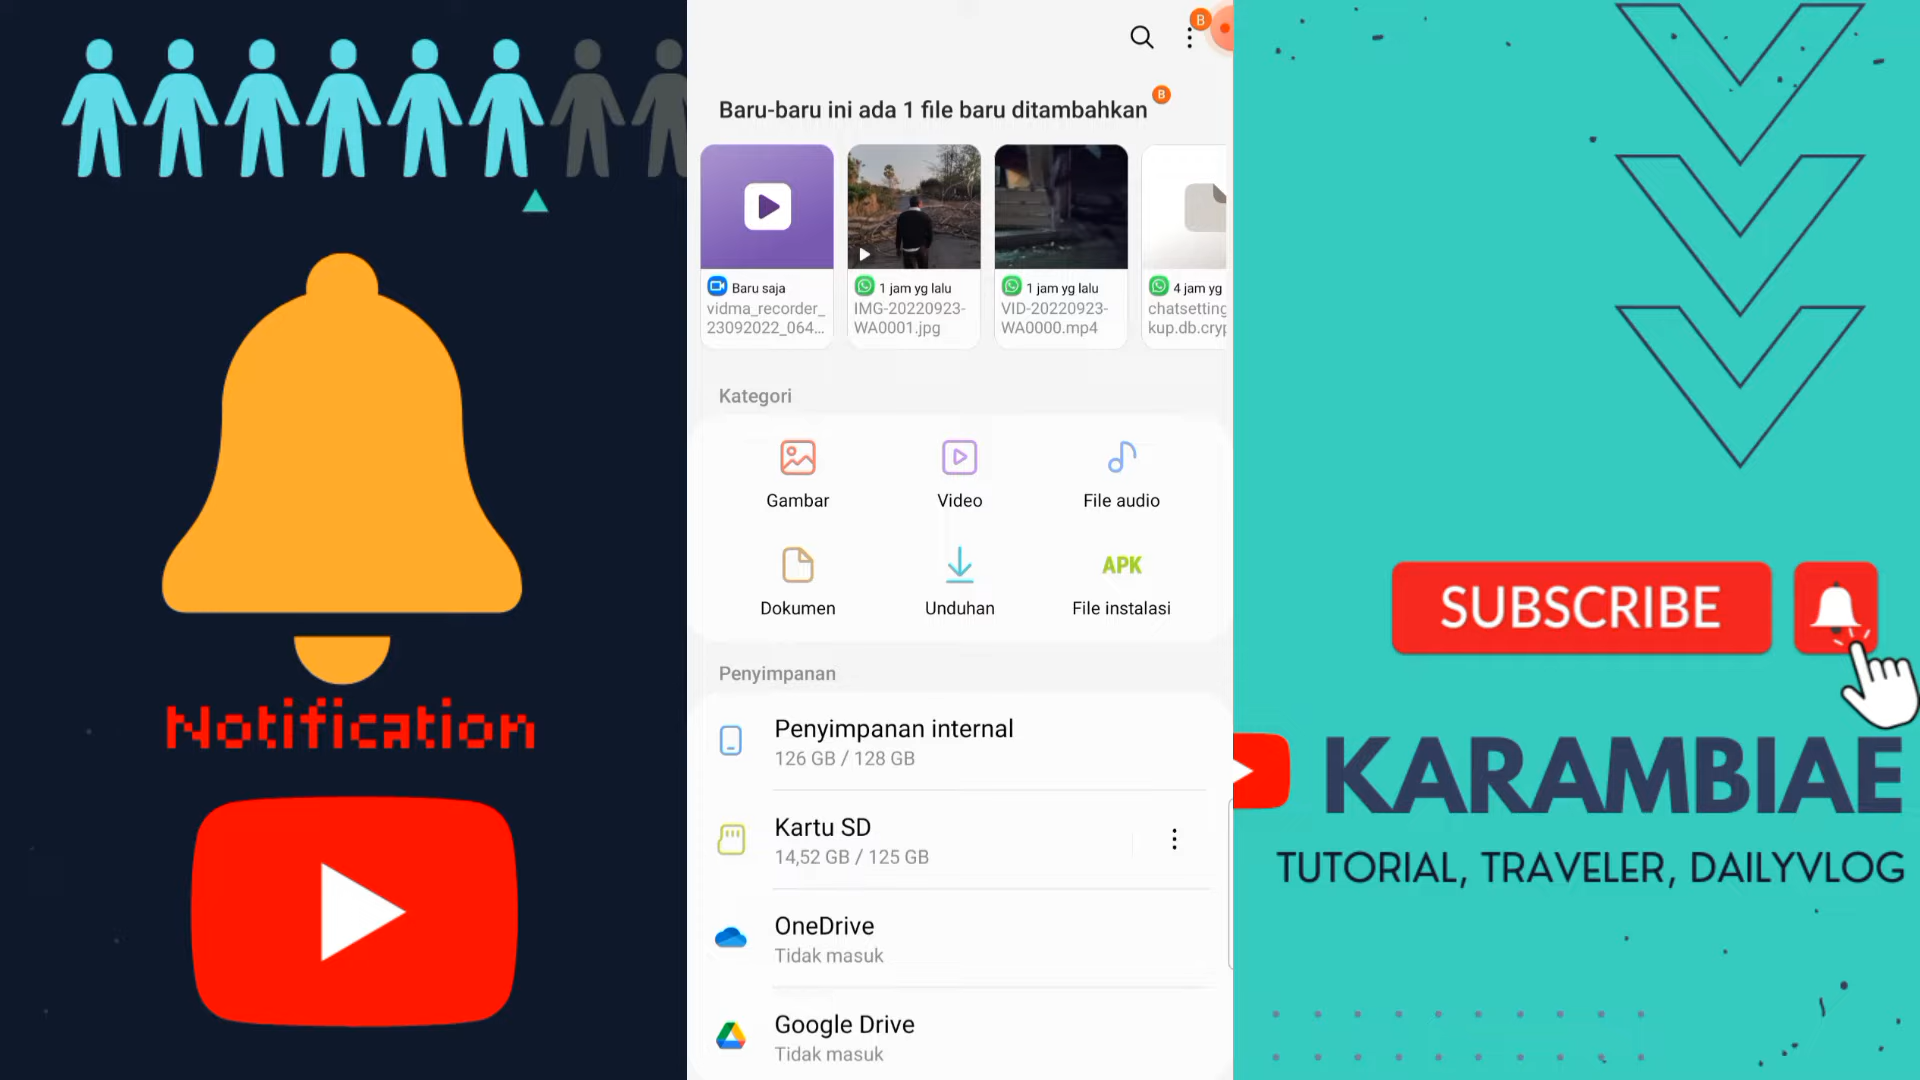 B
Baru-baru ini ada 1 file baru ditambahkan
B
Baru saja
vidma_recorder_
23092022_064...
1 jam yg lalu
IMG-20220923-
WA0001.jpg
1 jam yg lalu
VID-20220923-
WA0000.mp4
4 jam yg
chatsetting
kup.db.cryp
Kategori
Gambar
Video
File audio
Dokumen
Unduhan
APK
File instalasi
Penyimpanan
Penyimpanan internal
126 GB / 128 GB
Kartu SD
14,52 GB / 125 GB
OneDrive
Tidak masuk
Google Drive
Tidak masuk
Notification
SUBSCRIBE
KARAMBIAE
TUTORIAL, TRAVELER, DAILYVLOG